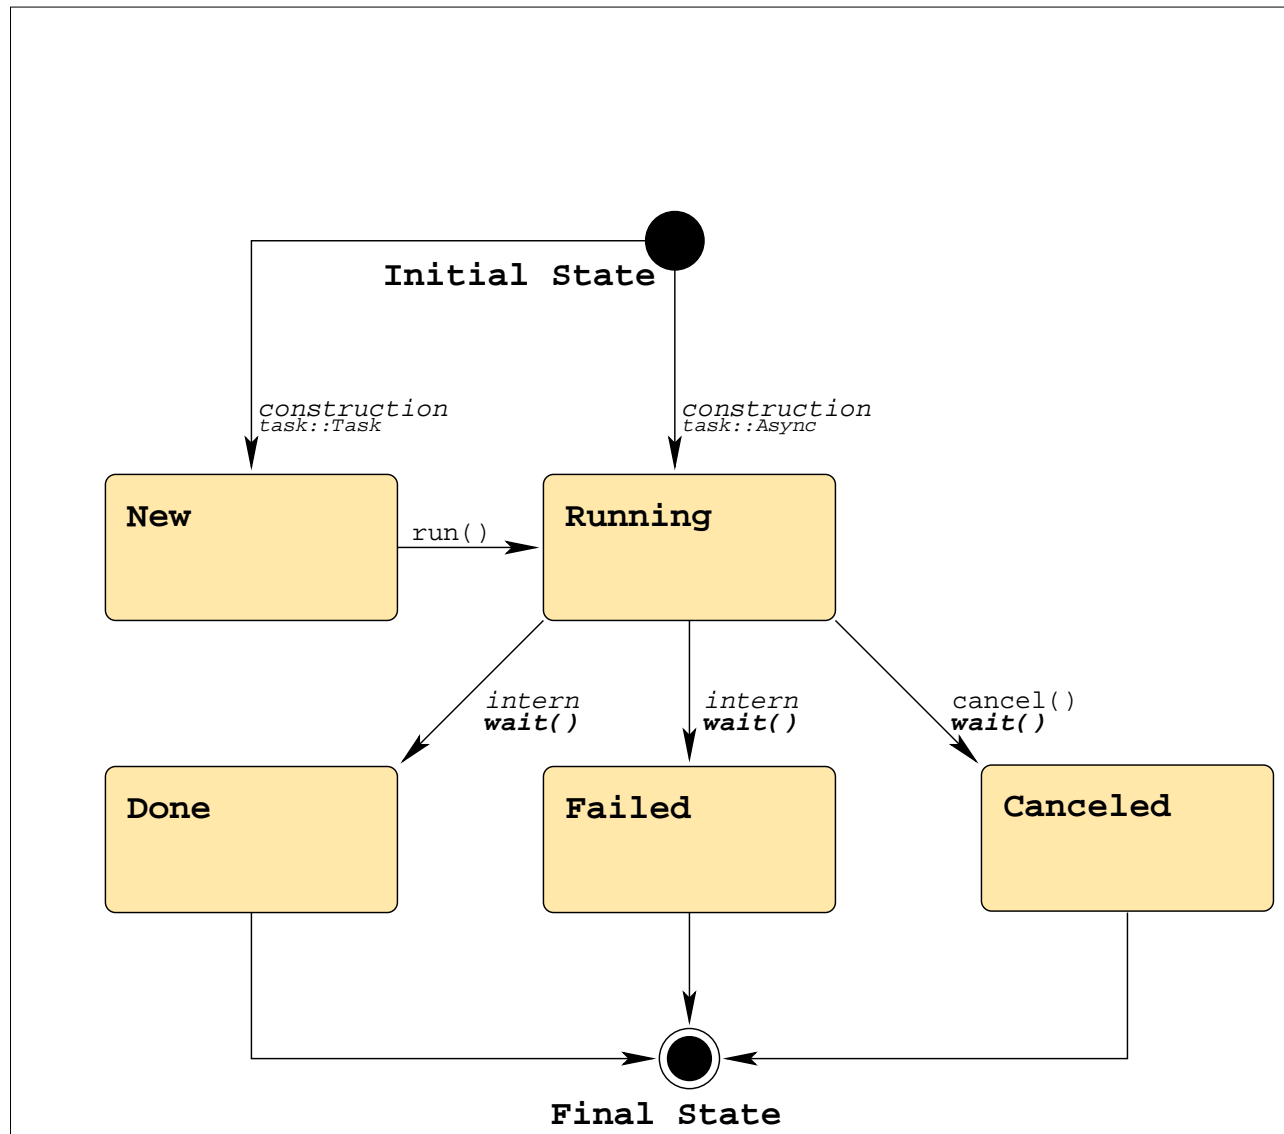 Initial State
construction
task::Task
construction
task::Async
New
run()
Running
intern
wait()
intern
wait()
cancel()
wait()
Done
Failed
Canceled
Final State